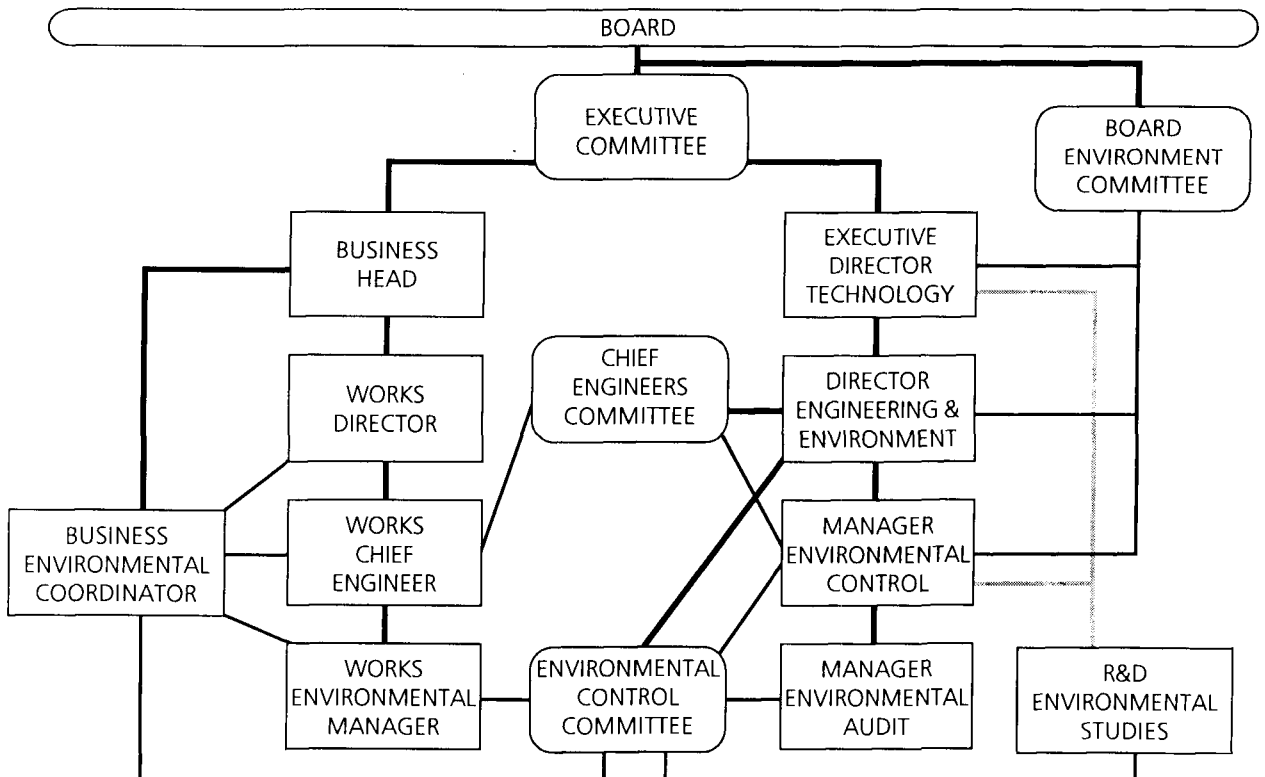 BOARD
EXECUTIVE
COMMITTEE
BOARD
ENVIRONMENT
COMMITTEE
BUSINESS
HEAD
EXECUTIVE
DIRECTOR
TECHNOLOGY
WORKS
DIRECTOR
CHIEF
ENGINEERS
COMMITTEE
DIRECTOR
ENGINEERING &
ENVIRONMENT
BUSINESS
ENVIRONMENTAL
COORDINATOR
WORKS
CHIEF
ENGINEER
MANAGER
ENVIRONMENTAL
CONTROL
WORKS
ENVIRONMENTAL
MANAGER
ENVIRONMENTAL
CONTROL
COMMITTEE
MANAGER
ENVIRONMENTAL
AUDIT
R&D
ENVIRONMENTAL
STUDIES